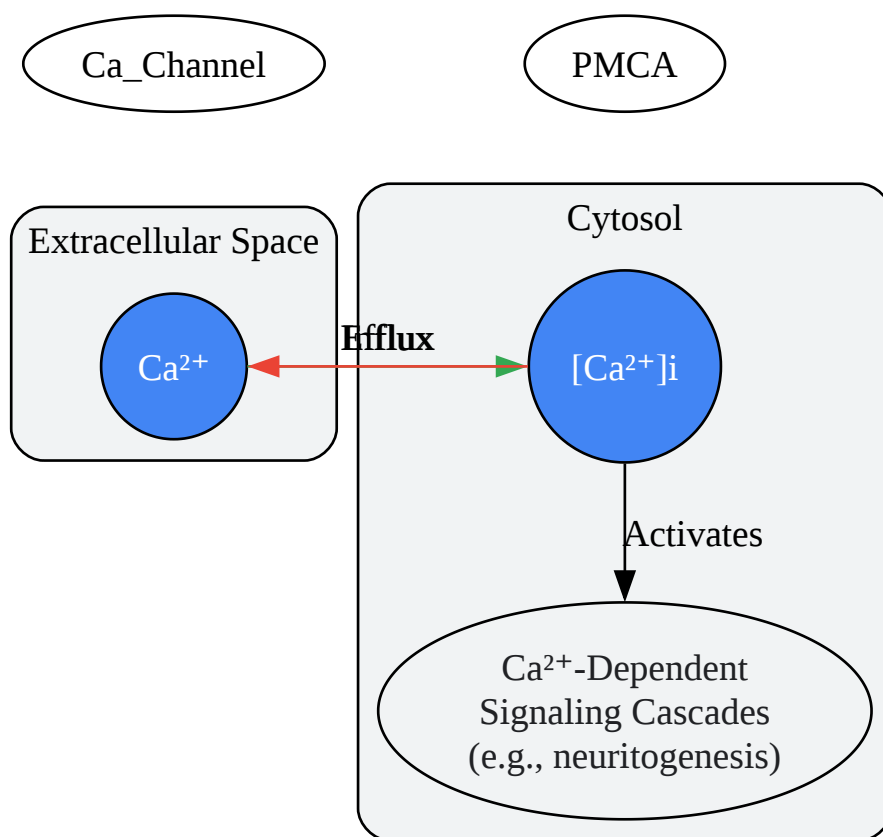 Ca_Channel
PMCA
Extracellular Space
Cytosol
Ca²⁺
Efflux
[Ca²⁺]i
Activates
Ca²⁺-Dependent
Signaling Cascades
(e.g., neuritogenesis)